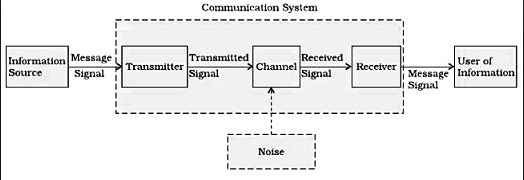 Communication System
Information
Source
Message
Signal
Transmitter
Transmitted
Signal
Channel
Received
Signal
Receiver
Message
Signal
User of
Information
Noise